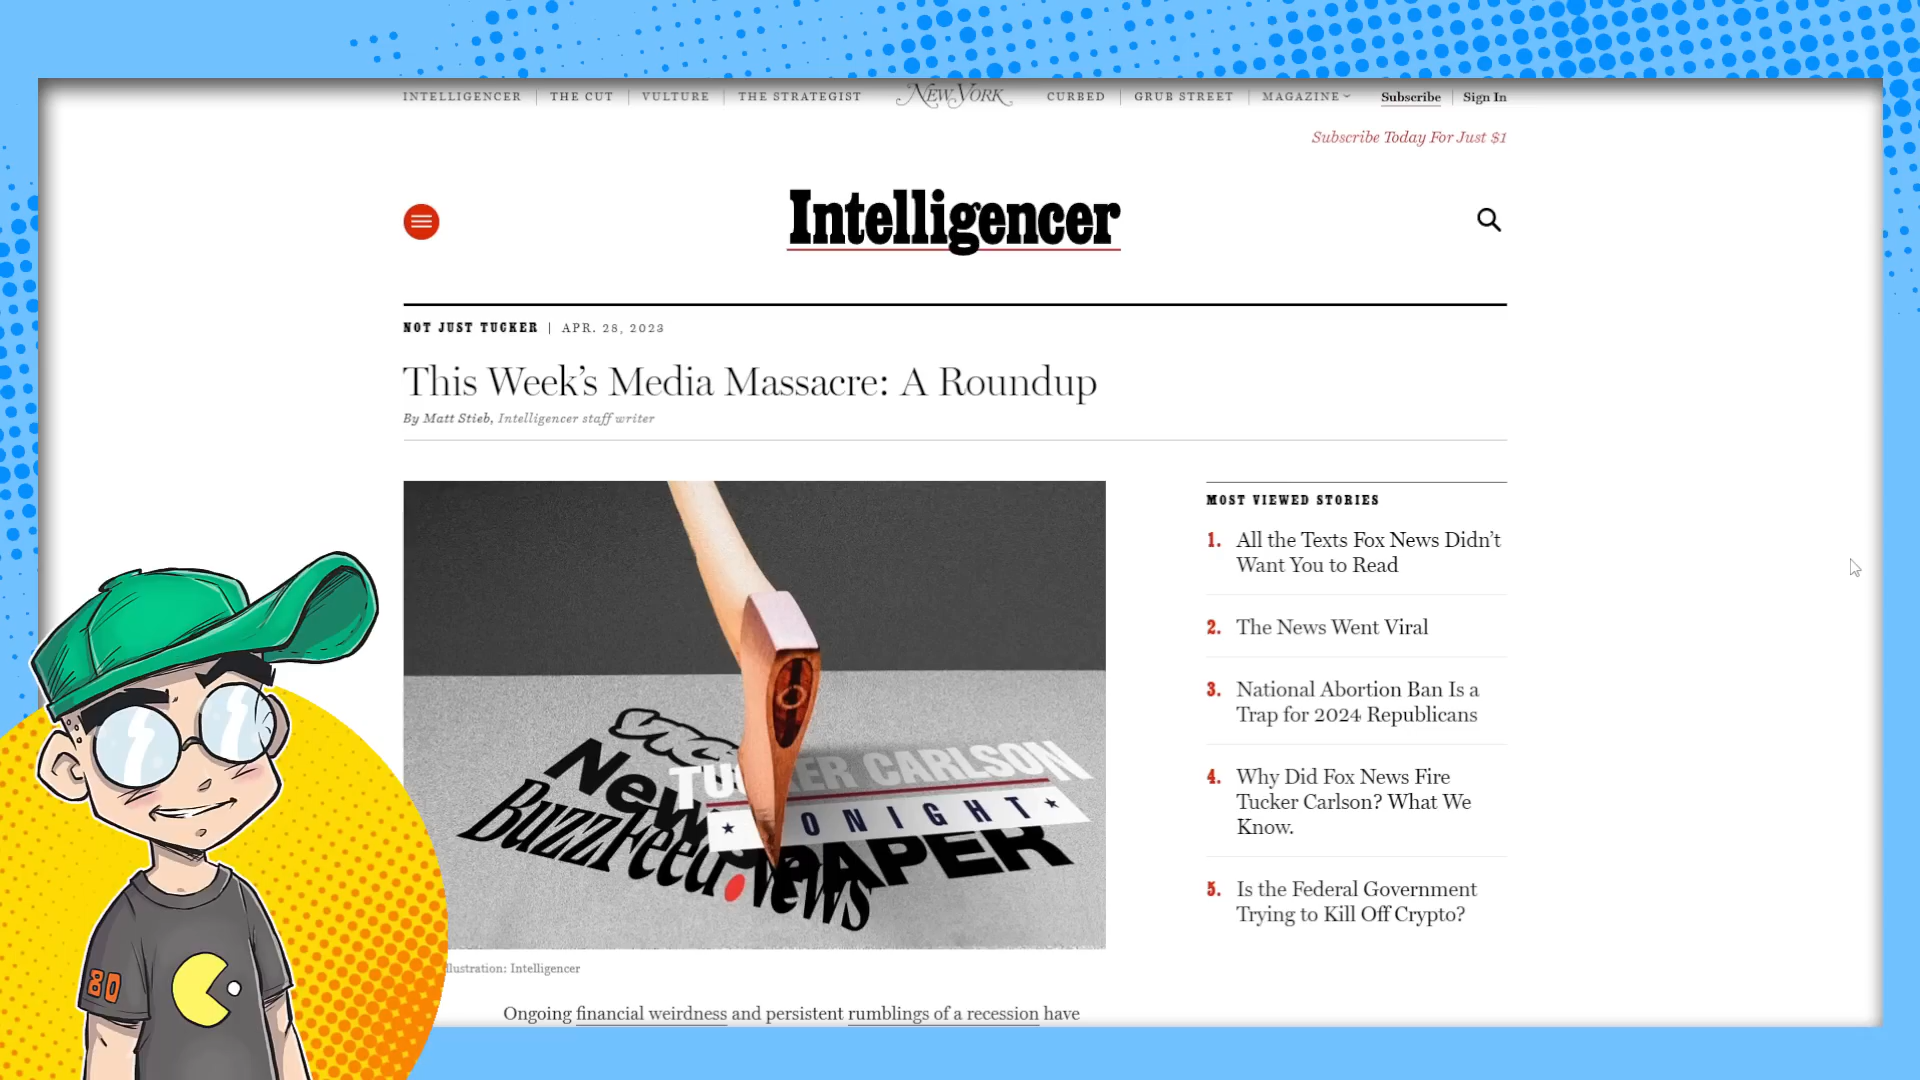 INTELLIGENCER THE CUT VULTURE THE STRATEGIST NEW YORK CURBED GRUB STREET MAGAZINE Subscribe Sign In
Subscribe Today For Just $1
Intelligencer
NOT JUST TUCKER | APR. 28, 2023
This Week's Media Massacre: A Roundup
By Matt Stieb, Intelligencer staff writer
MOST VIEWED STORIES
1. All the Texts Fox News Didn't
Want You to Read
2. The News Went Viral
3. National Abortion Ban Is a
Trap for 2024 Republicans
4. Why Did Fox News Fire
Tucker Carlson? What We
Know.
5. Is the Federal Government
Trying to Kill Off Crypto?
CARLSON
BuzzFeed.News
PAPER
Illustration: Intelligencer
Ongoing financial weirdness and persistent rumblings of a recession have
80